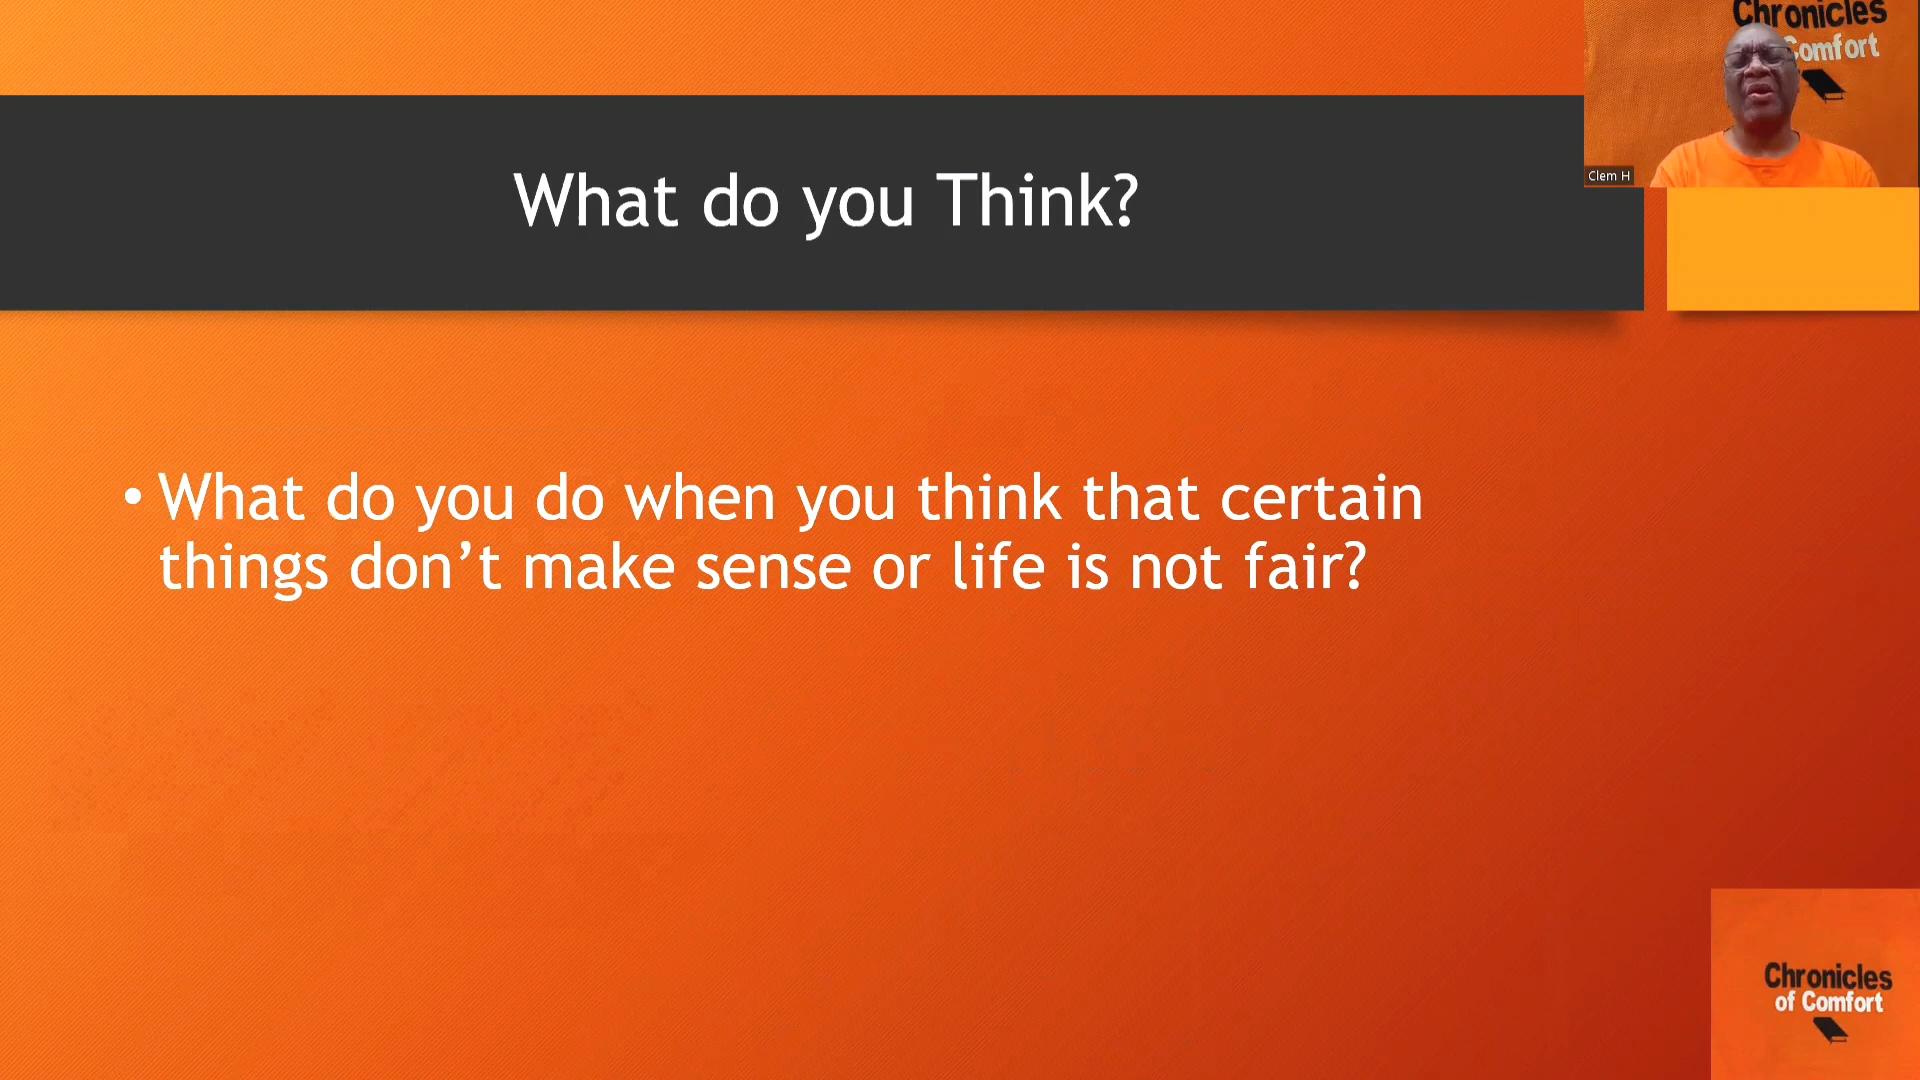 Chronicles
Comfort
Clem H
What do you Think?
• What do you do when you think that certain
things don’t make sense or life is not fair?
Chronicles
of Comfort